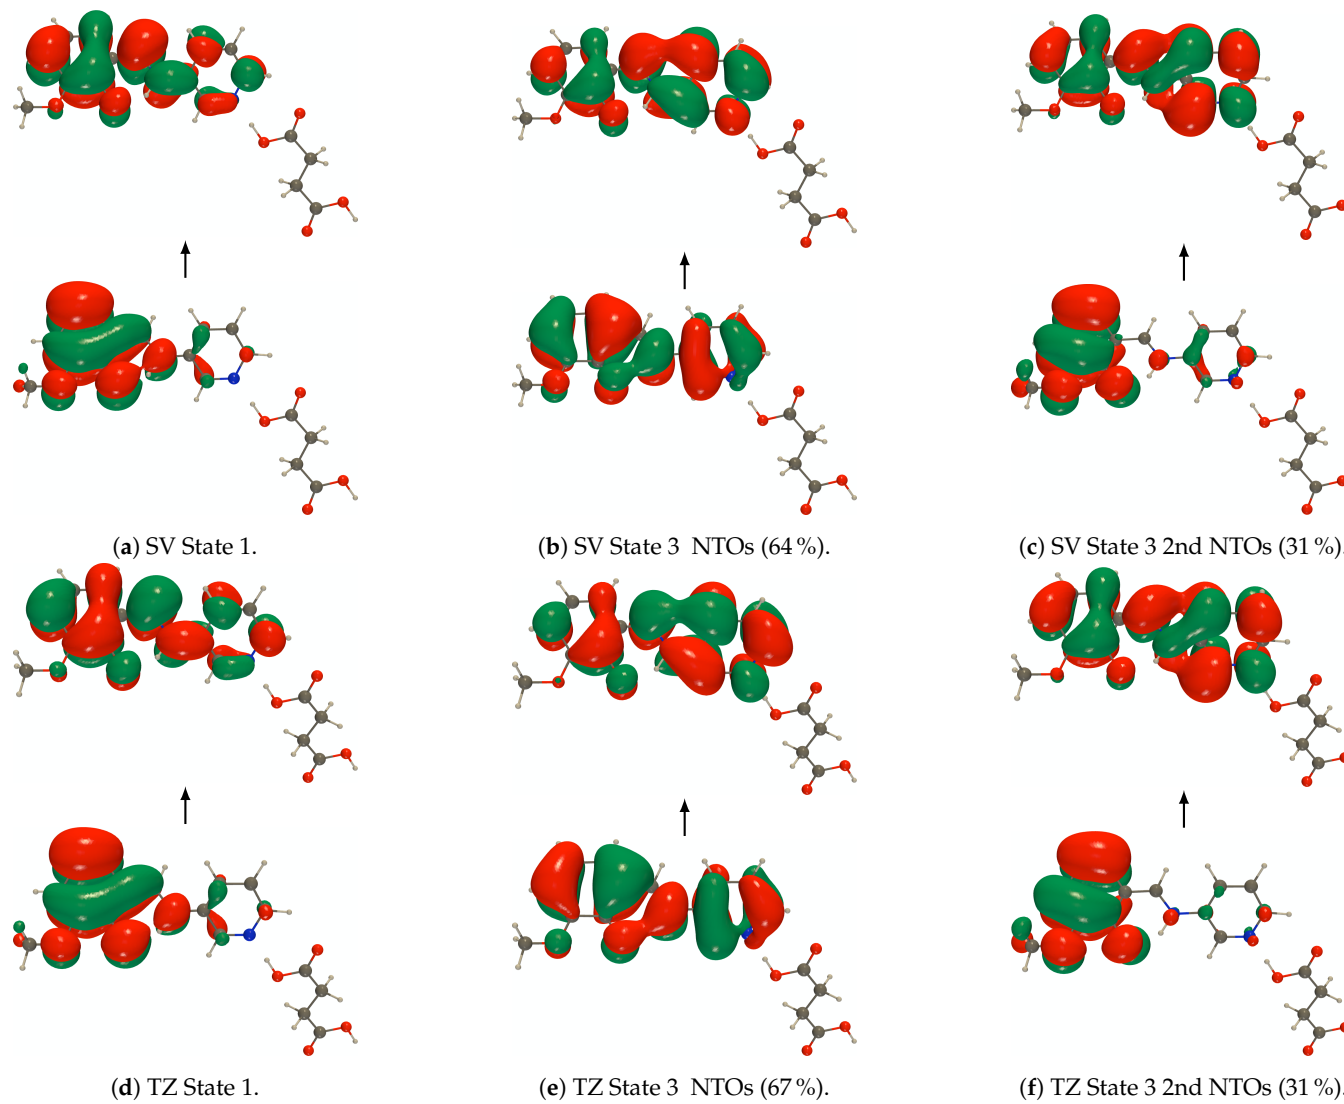 (a) SV State 1.
(b) SV State 3 NTOs (64 %).
(c) SV State 3 2nd NTOs (31 %)
(d) TZ State 1.
(e) TZ State 3 NTOs (67 %).
(f) TZ State 3 2nd NTOs (31 %)